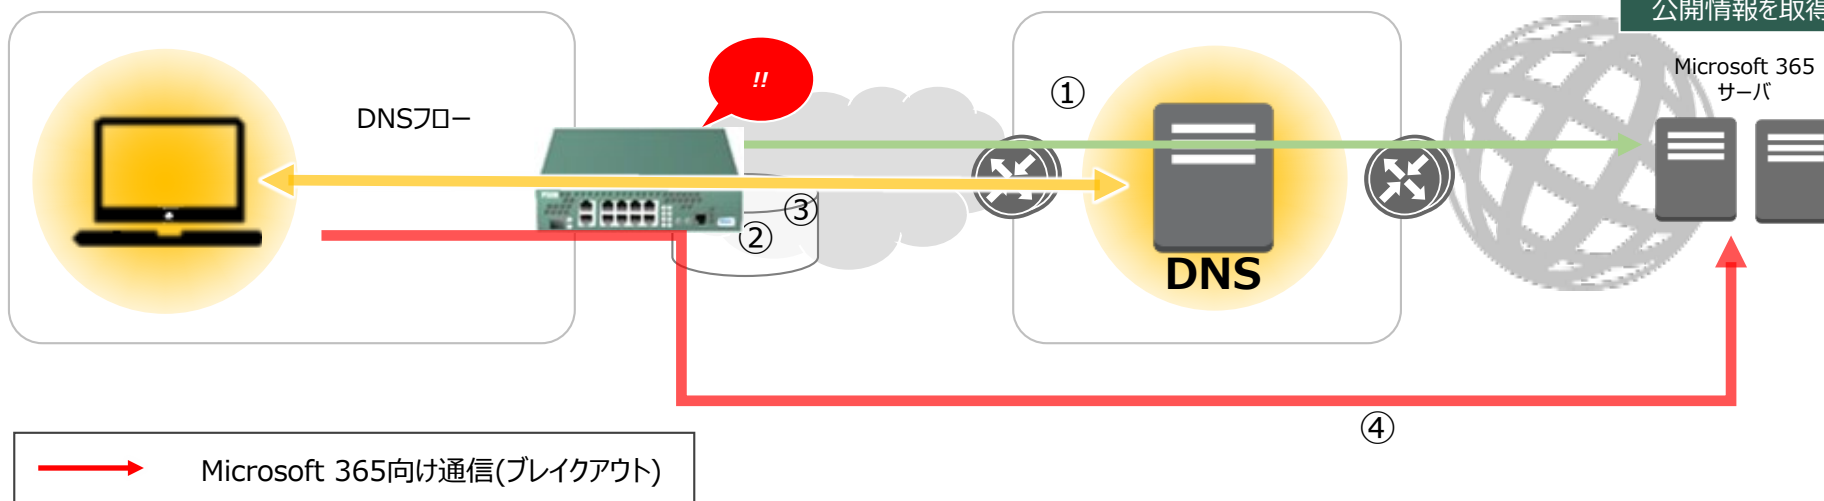 公開情報を取得
Microsoft 365
サーバ
!!
①
DNSフロー
③
②
DNS
④
Microsoft 365向け通信(ブレイクアウト)